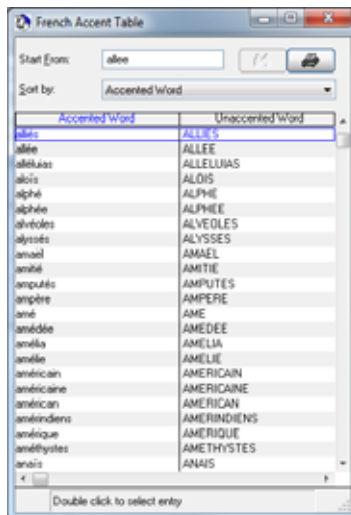 French Accent Table
Start From: allee
Sort by: Accented Word
Accented Word Unaccented Word
alliés ALLIES
allée ALLEE
alléluias ALLELUIAS
aloïs ALOIS
alphé ALPHE
alphée ALPHEE
alvéoles ALVEOLES
alyssés ALYSSES
amaël AMAEL
amitié AMITIE
amputés AMPUTES
ampère AMPERE
amé AME
amédée AMEDEE
amélia AMELIA
amélie AMELIE
américain AMERICAIN
américaine AMERICAINE
américan AMERICAN
amérindiens AMERINDIENS
amérique AMERIQUE
améthystes AMETHYSTES
anaïs ANAIS
Double click to select entry